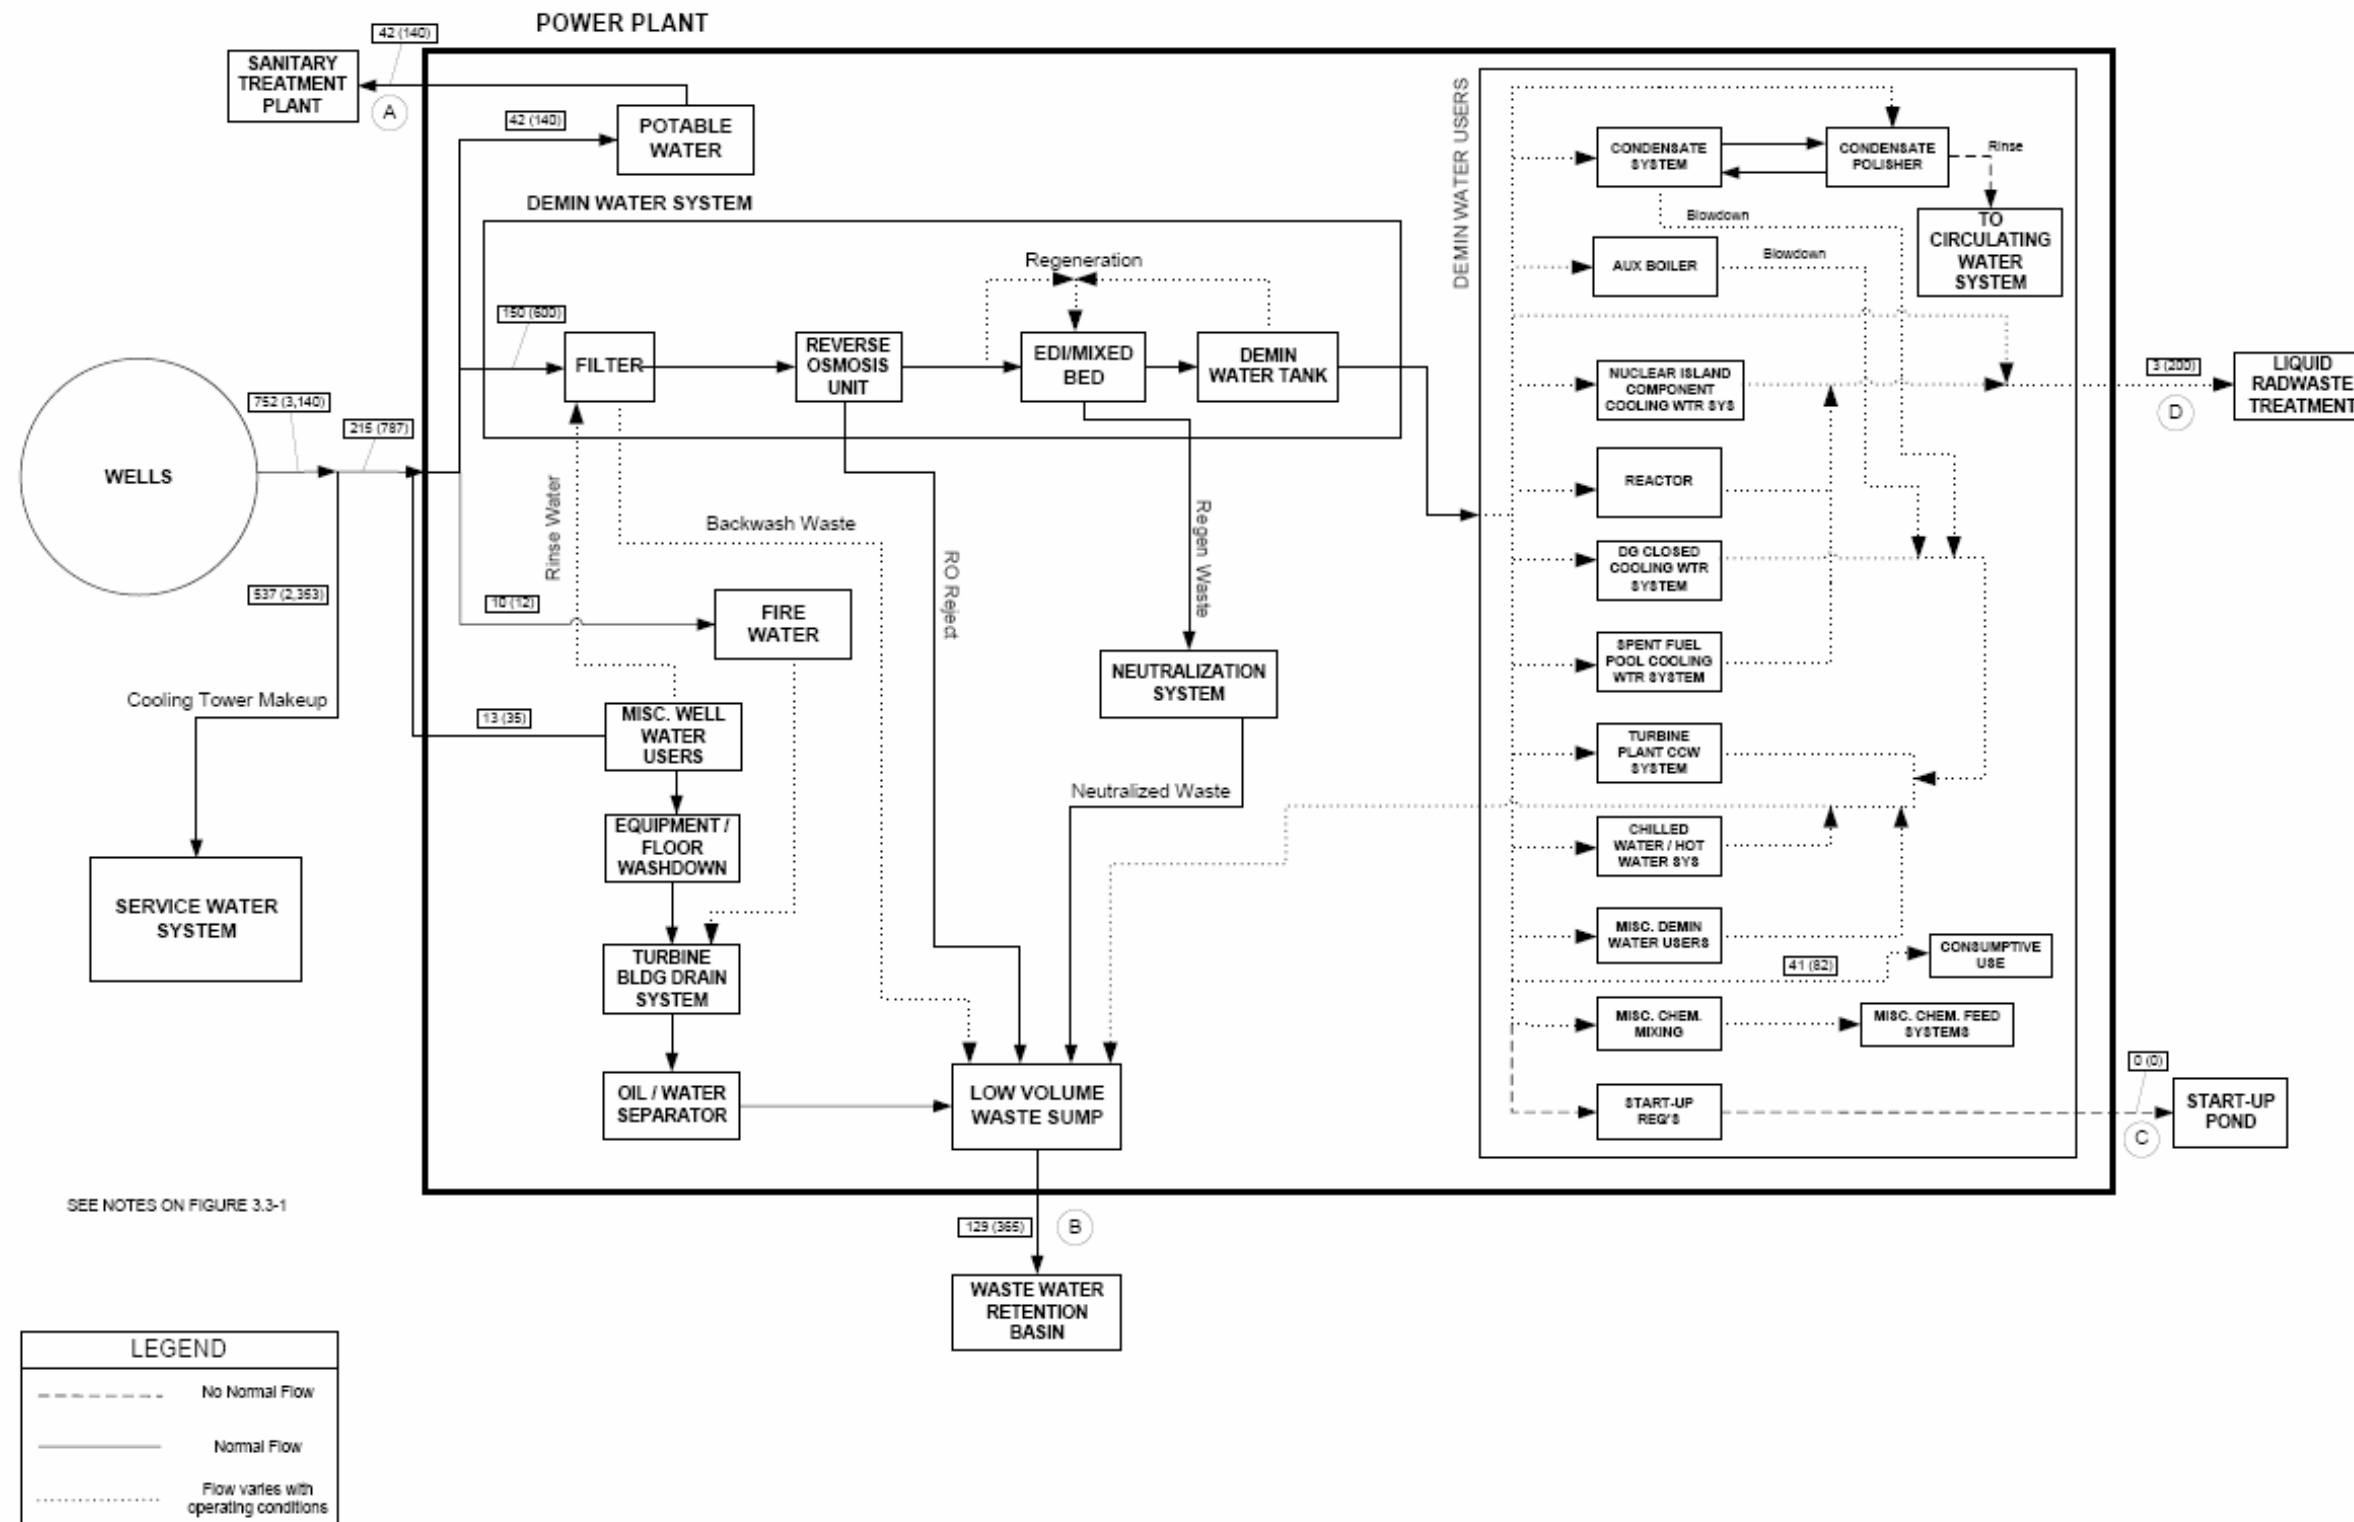 POWER PLANT
42 (140)
SANITARY
TREATMENT
PLANT
A
42 (140)
POTABLE
WATER
DEMIN WATER SYSTEM
Regeneration
150 (600)
FILTER
REVERSE
OSMOSIS
UNIT
EDI/MIXED
BED
DEMIN
WATER TANK
WELLS
752 (3,140)
215 (787)
537 (2,353)
Cooling Tower Makeup
SERVICE WATER
SYSTEM
Rinse Water
Backwash Waste
RO Reject
Regen Waste
10 (12)
FIRE
WATER
13 (35)
MISC. WELL
WATER
USERS
EQUIPMENT /
FLOOR
WASHDOWN
TURBINE
BLDG DRAIN
SYSTEM
OIL / WATER
SEPARATOR
NEUTRALIZATION
SYSTEM
Neutralized Waste
LOW VOLUME
WASTE SUMP
129 (365)
B
WASTE WATER
RETENTION
BASIN
DEMIN WATER USERS
CONDENSATE
SYSTEM
CONDENSATE
POLISHER
Rinse
TO
CIRCULATING
WATER
SYSTEM
Blowdown
AUX BOILER
Blowdown
NUCLEAR ISLAND
COMPONENT
COOLING WTR SYS
REACTOR
DG CLOSED
COOLING WTR
SYSTEM
SPENT FUEL
POOL COOLING
WTR SYSTEM
TURBINE
PLANT CCW
SYSTEM
CHILLED
WATER / HOT
WATER SYS
MISC. DEMIN
WATER USERS
41 (82)
CONSUMPTIVE
USE
MISC. CHEM.
MIXING
MISC. CHEM. FEED
SYSTEMS
START-UP
REQ'S
3 (200)
D
LIQUID
RADWASTE
TREATMENT
0 (0)
C
START-UP
POND
SEE NOTES ON FIGURE 3.3-1
LEGEND
No Normal Flow
Normal Flow
Flow varies with
operating conditions